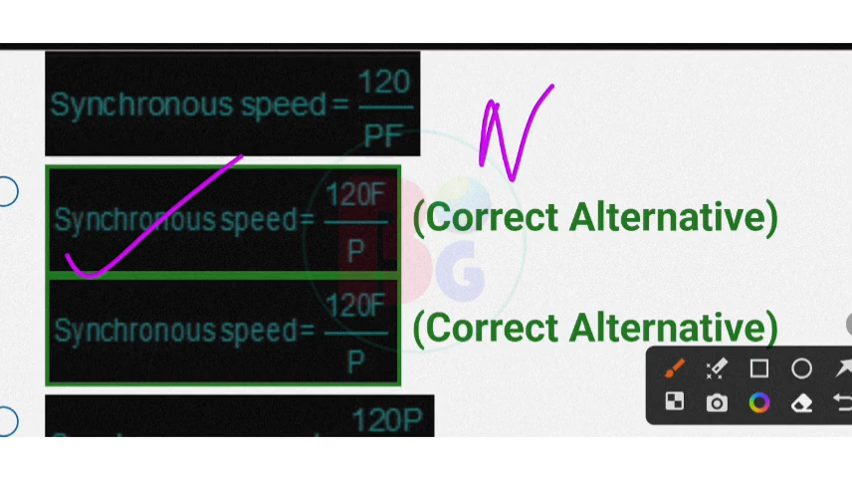 Synchronous speed = 120/PF
N
Synchronous speed = 120F/P (Correct Alternative)
Synchronous speed = 120F/P (Correct Alternative)
120P
G